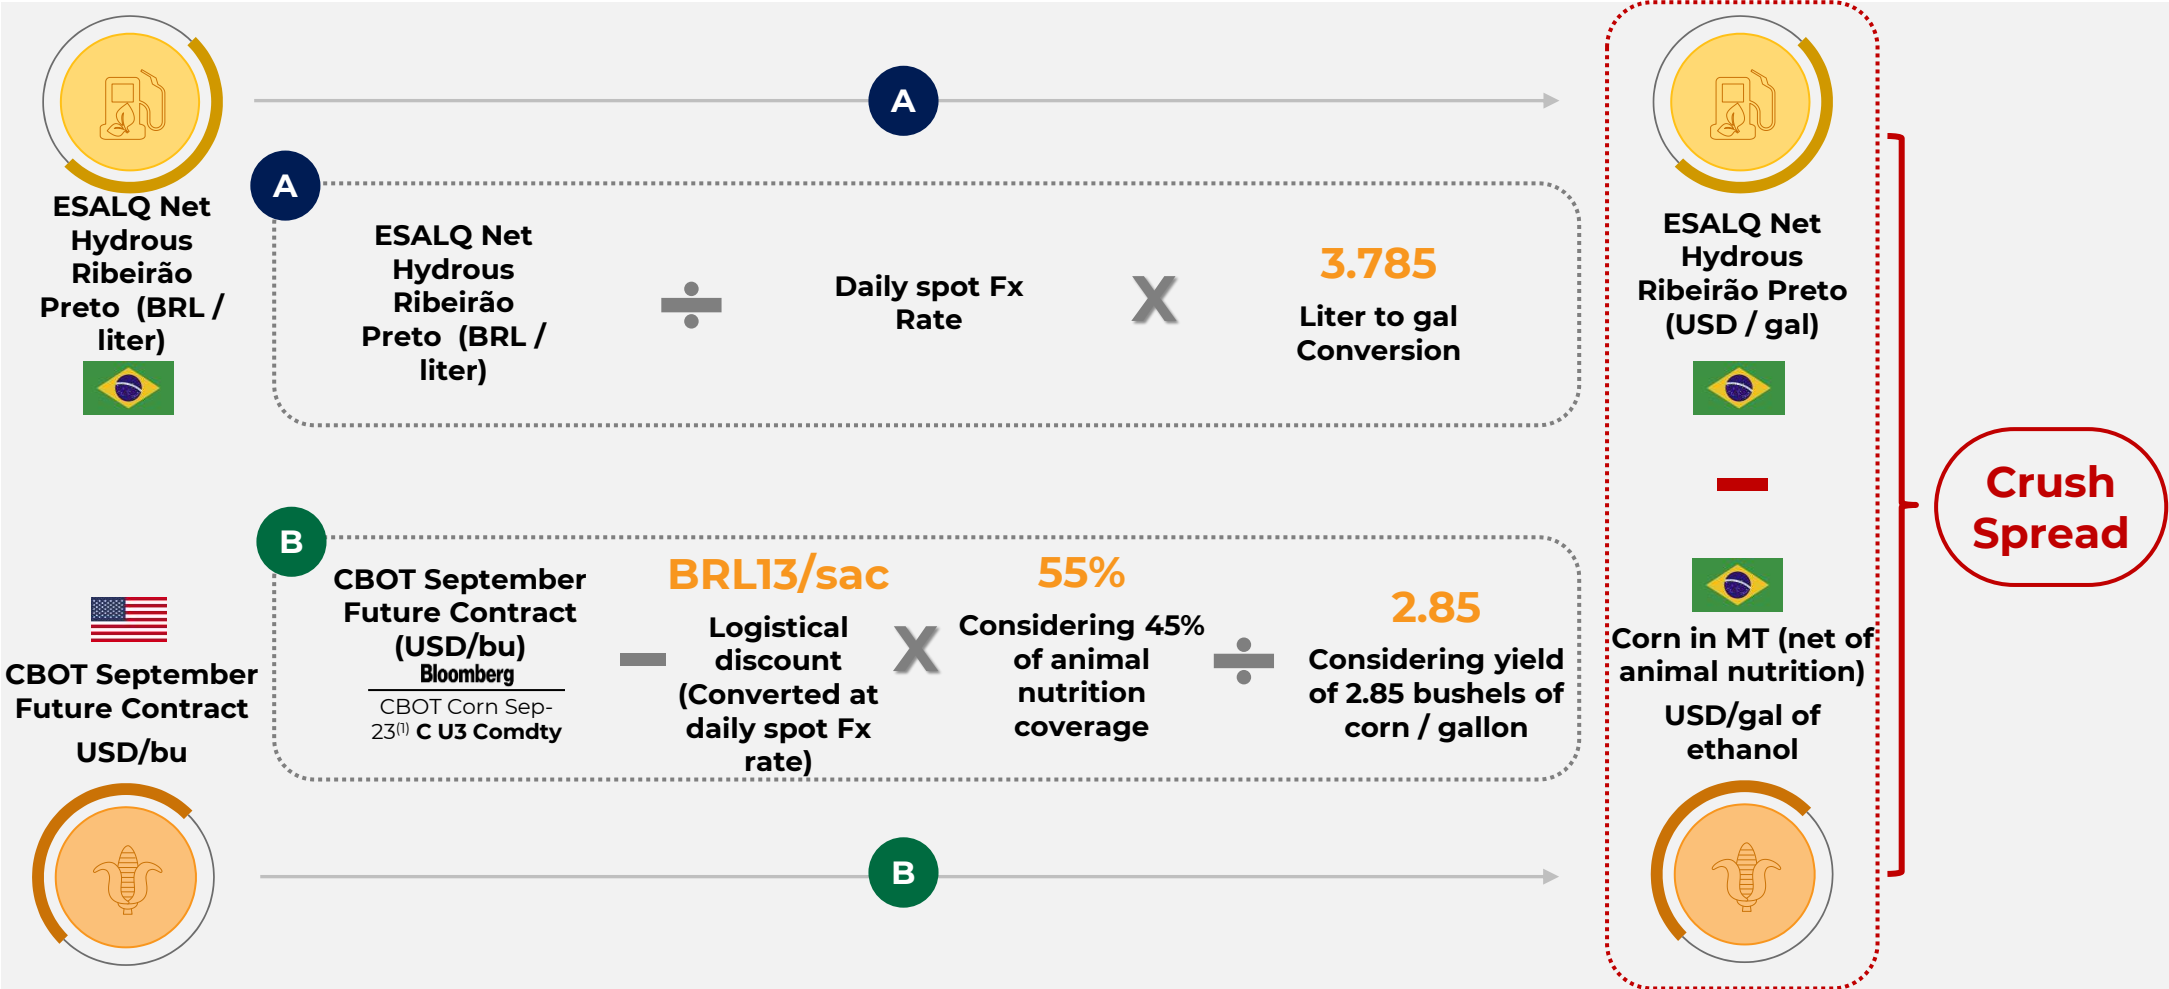 A
ESALQ Net
Hydrous
Ribeirão
Preto (BRL /
liter)
A
ESALQ Net
Hydrous
Ribeirão
Preto (BRL /
liter)
Daily spot Fx
Rate
X
3.785
Liter to gal
Conversion
ESALQ Net
Hydrous
Ribeirão Preto
(USD / gal)
CBOT September
Future Contract
USD/bu
B
CBOT September
Future Contract
(USD/bu)
Bloomberg
CBOT Corn Sep-
23(1) C U3 Comdty
BRL13/sac
Logistical
discount
(Converted at
daily spot Fx
rate)
X
55%
Considering 45%
of animal
nutrition
coverage
2.85
Considering yield
of 2.85 bushels of
corn / gallon
Corn in MT (net of
animal nutrition)
USD/gal of
ethanol
B
Crush
Spread